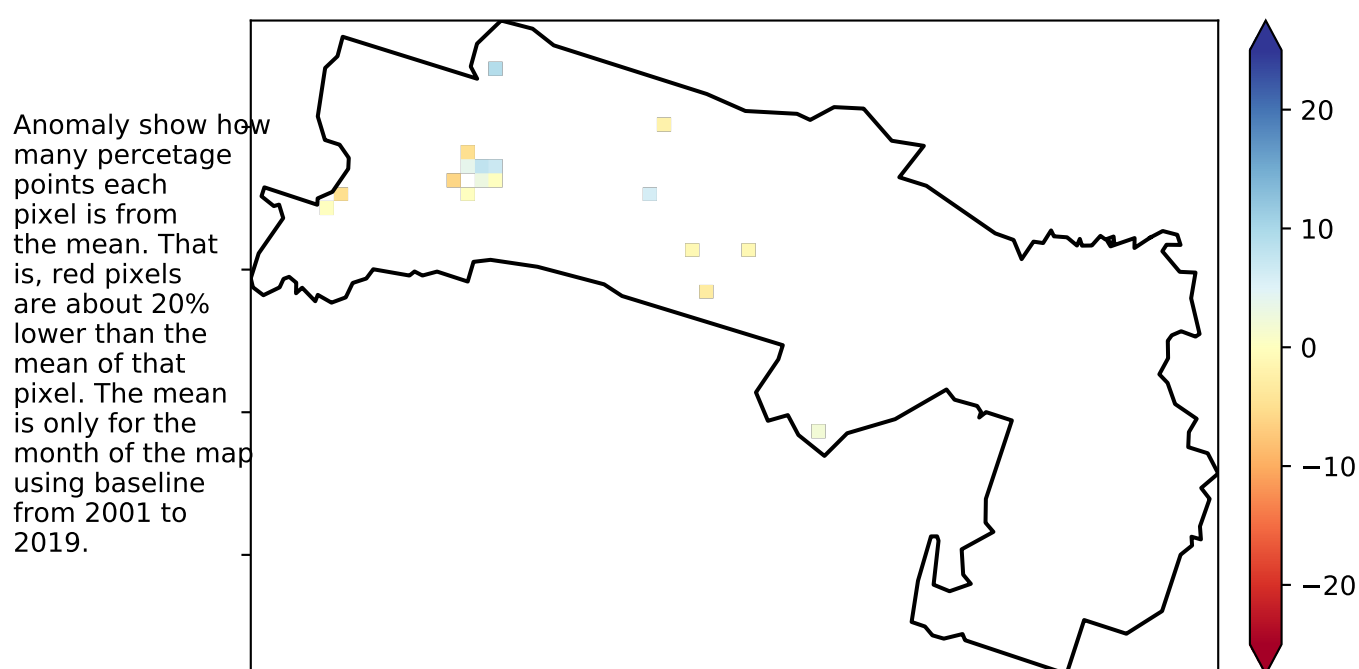 Anomaly show how
many percetage
points each
pixel is from
the mean. That
is, red pixels
are about 20%
lower than the
mean of that
pixel. The mean
is only for the
month of the map
using baseline
from 2001 to
2019.
20
10
0
−10
−20